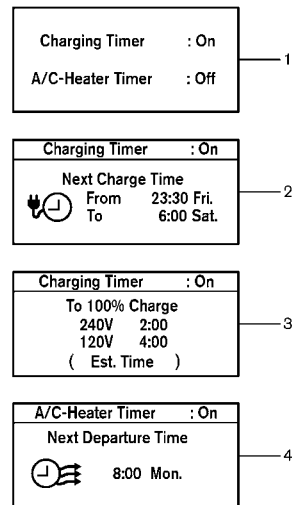 Charging Timer : On
A/C-Heater Timer : Off
1
Charging Timer : On
Next Charge Time
From 23:30 Fri.
To 6:00 Sat.
2
Charging Timer : On
To 100% Charge
240V 2:00
120V 4:00
( Est. Time )
3
A/C-Heater Timer : On
Next Departure Time
8:00 Mon.
4